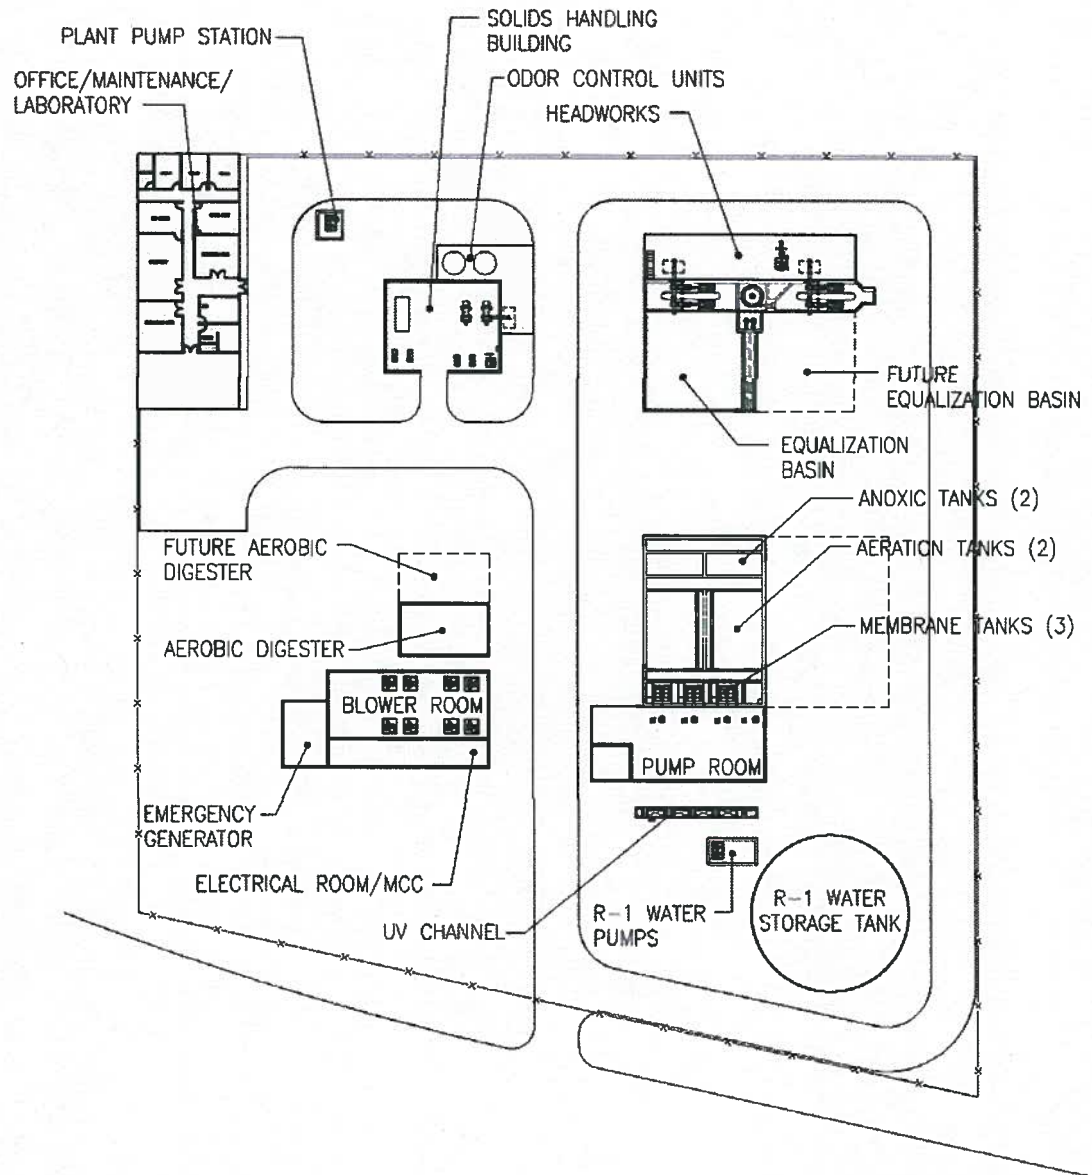 PLANT PUMP STATION
SOLIDS HANDLING
BUILDING
OFFICE/MAINTENANCE/
LABORATORY
ODOR CONTROL UNITS
HEADWORKS
FUTURE
EQUALIZATION BASIN
EQUALIZATION
BASIN
ANOXIC TANKS (2)
FUTURE AEROBIC
DIGESTER
AERATION TANKS (2)
AEROBIC DIGESTER
MEMBRANE TANKS (3)
BLOWER ROOM
PUMP ROOM
EMERGENCY
GENERATOR
ELECTRICAL ROOM/MCC
UV CHANNEL
R-1 WATER
PUMPS
R-1 WATER
STORAGE TANK